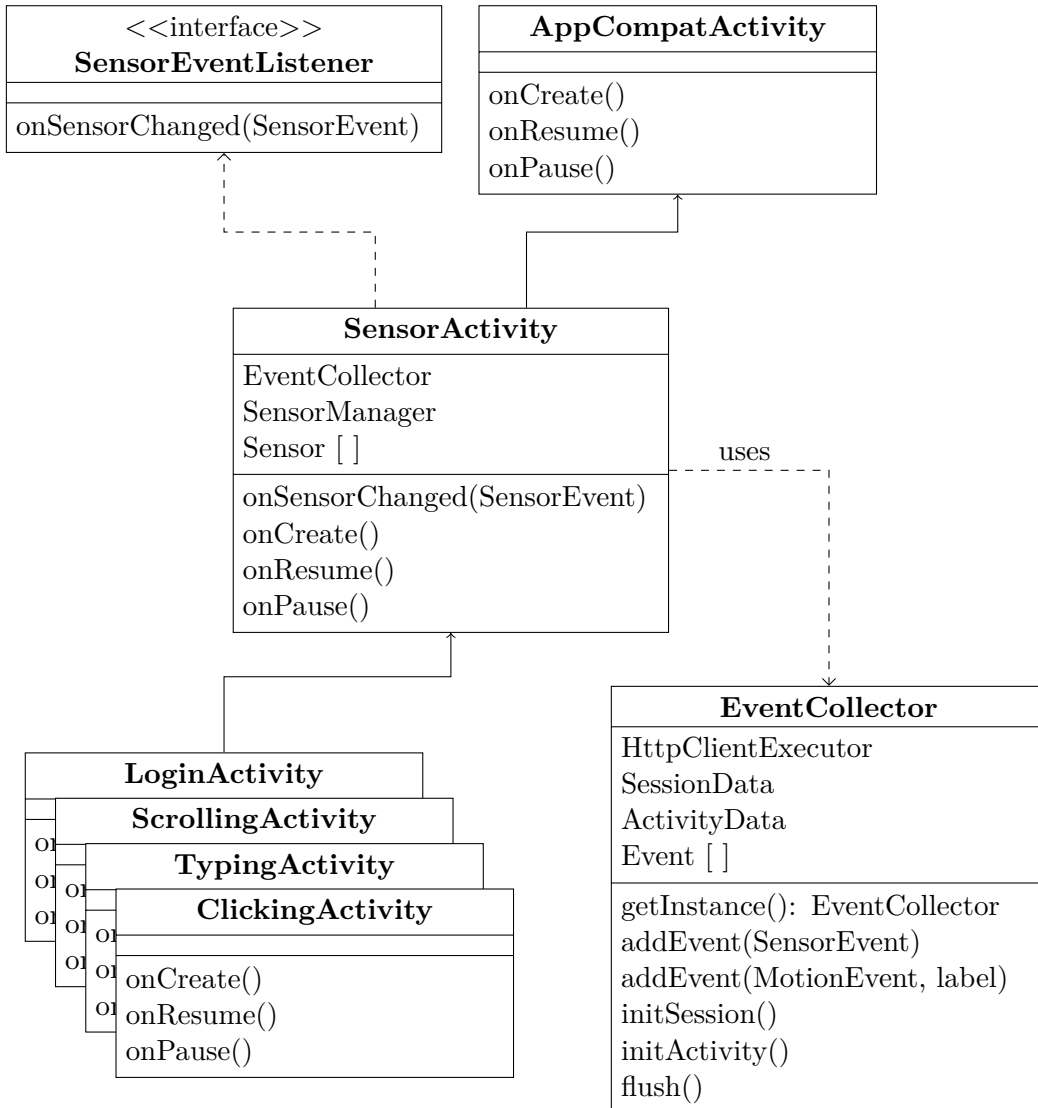 <<interface>>
SensorEventListener
onSensorChanged(SensorEvent)
AppCompatActivity
onCreate()
onResume()
onPause()
SensorActivity
EventCollector
SensorManager
Sensor [ ]
onSensorChanged(SensorEvent)
onCreate()
onResume()
onPause()
uses
LoginActivity
ScrollingActivity
TypingActivity
ClickingActivity
onCreate()
onResume()
onPause()
EventCollector
HttpClientExecutor
SessionData
ActivityData
Event [ ]
getInstance(): EventCollector
addEvent(SensorEvent)
addEvent(MotionEvent, label)
initSession()
initActivity()
flush()